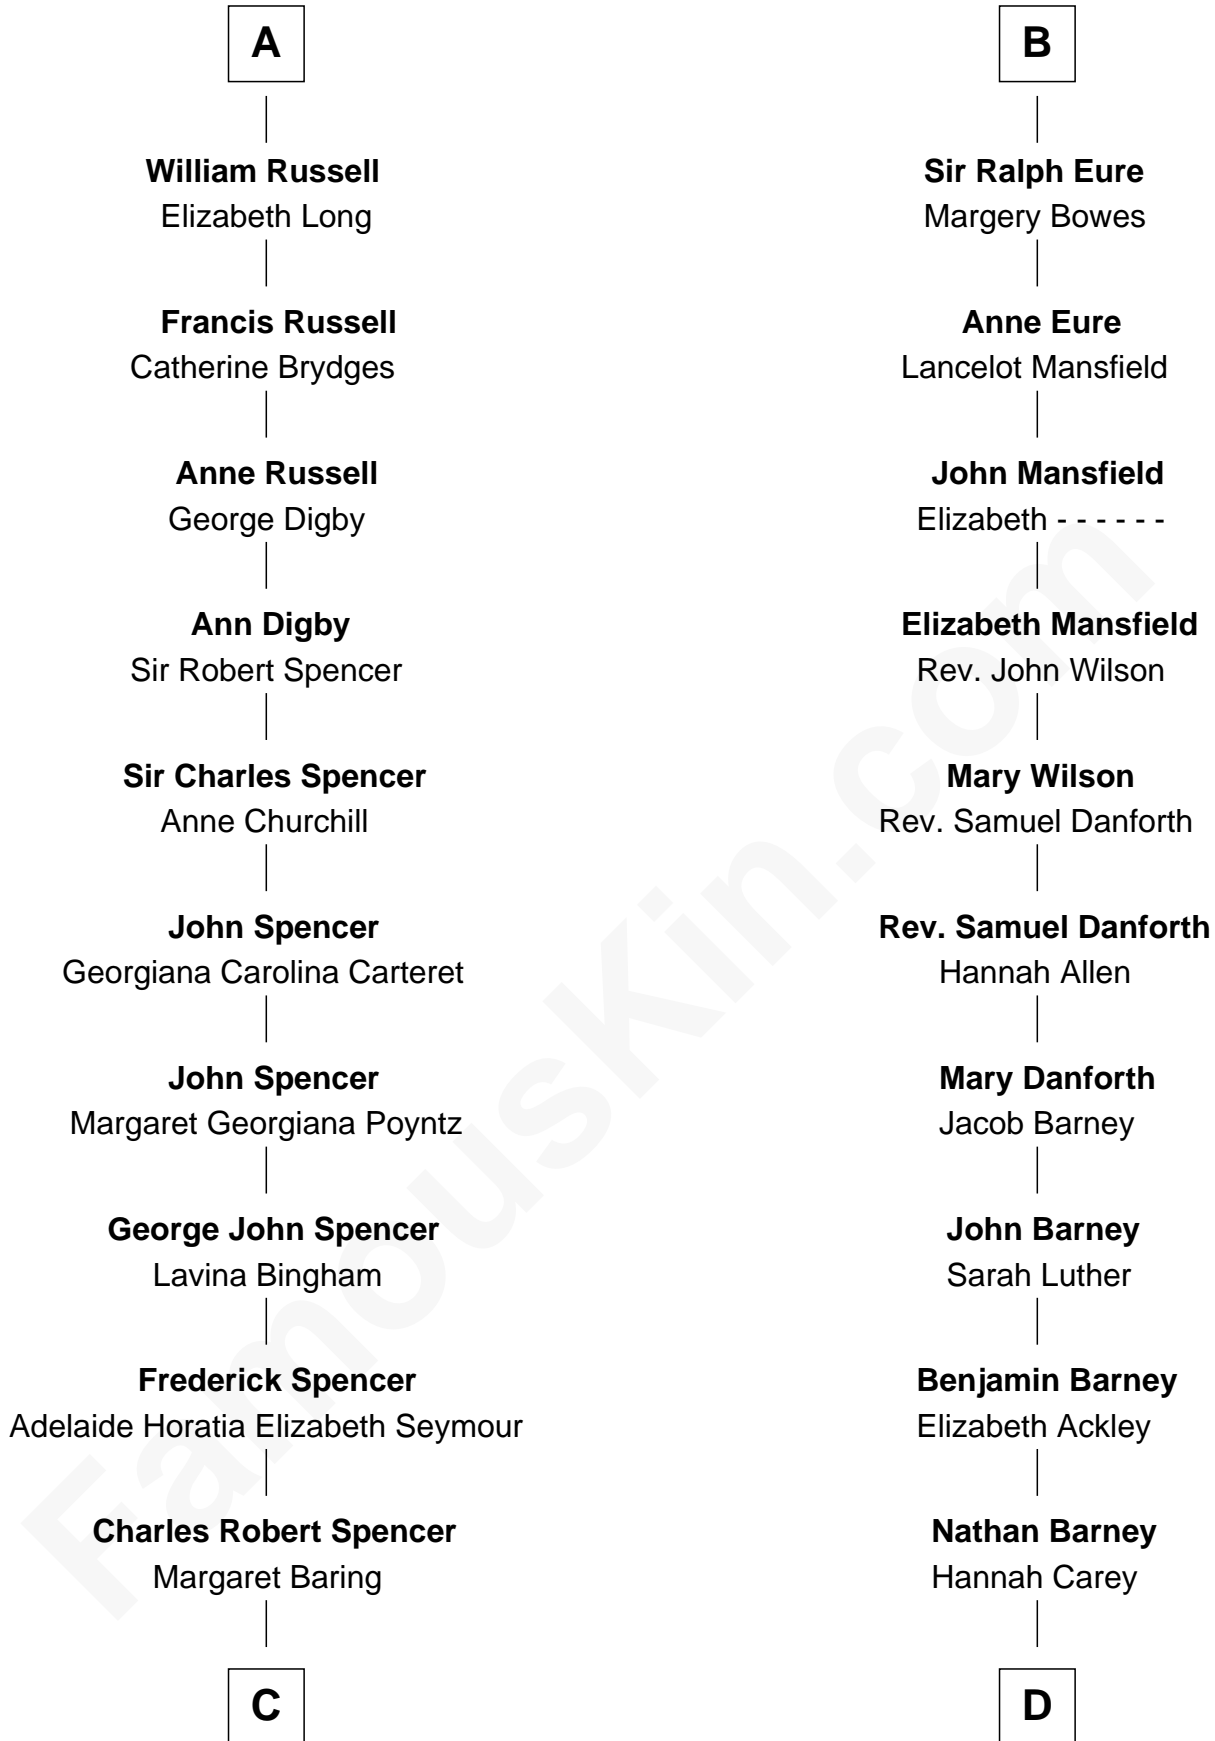 A
William Russell
Elizabeth Long
Francis Russell
Catherine Brydges
Anne Russell
George Digby
Ann Digby
Sir Robert Spencer
Sir Charles Spencer
Anne Churchill
John Spencer
Georgiana Carolina Carteret
John Spencer
Margaret Georgiana Poyntz
George John Spencer
Lavina Bingham
Frederick Spencer
Adelaide Horatia Elizabeth Seymour
Charles Robert Spencer
Margaret Baring
C
B
Sir Ralph Eure
Margery Bowes
Anne Eure
Lancelot Mansfield
John Mansfield
Elizabeth - - - - - -
Elizabeth Mansfield
Rev. John Wilson
Mary Wilson
Rev. Samuel Danforth
Rev. Samuel Danforth
Hannah Allen
Mary Danforth
Jacob Barney
John Barney
Sarah Luther
Benjamin Barney
Elizabeth Ackley
Nathan Barney
Hannah Carey
D
FamousKin.com